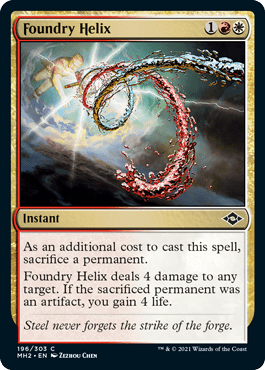 Foundry Helix 1
Instant
As an additional cost to cast this spell,
sacrifice a permanent.
Foundry Helix deals 4 damage to any
target. If the sacrificed permanent was
an artifact, you gain 4 life.
Steel never forgets the strike of the forge.
196/303 C
MH2 • EN Zezhou Chen
™ & © 2021 Wizards of the Coast